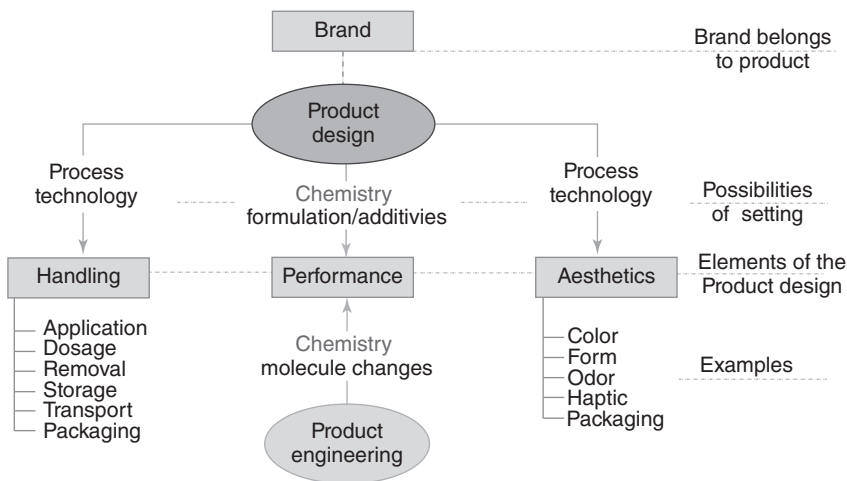 Brand
Brand belongs
to product
Product
design
Process
technology
Chemistry
formulation/additivies
Process
technology
Possibilities
of setting
Handling
Performance
Aesthetics
Elements of the
Product design
Application
Dosage
Removal
Storage
Transport
Packaging
Chemistry
molecule changes
Product
engineering
Color
Form
Odor
Haptic
Packaging
Examples